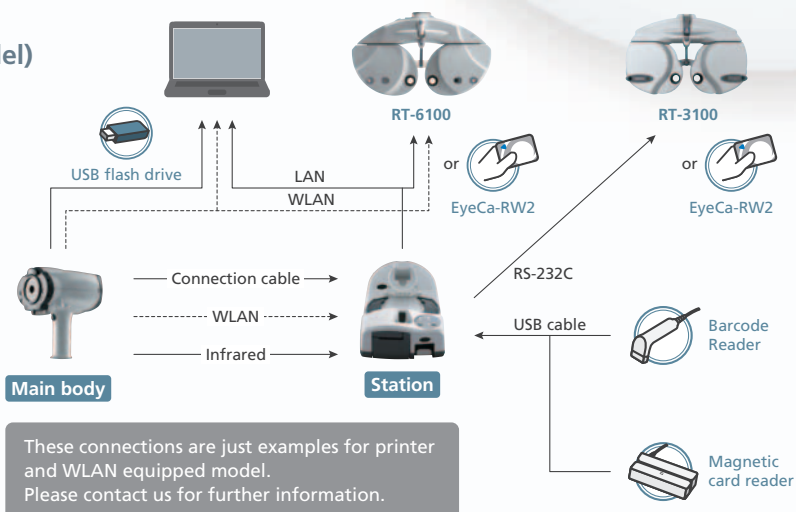 el)
RT-6100
RT-3100
USB flash drive
or
EyeCa-RW2
or
EyeCa-RW2
LAN
WLAN
Connection cable
WLAN
Infrared
RS-232C
USB cable
Barcode
Reader
Main body
Station
Magnetic
card reader
These connections are just examples for printer
and WLAN equipped model.
Please contact us for further information.